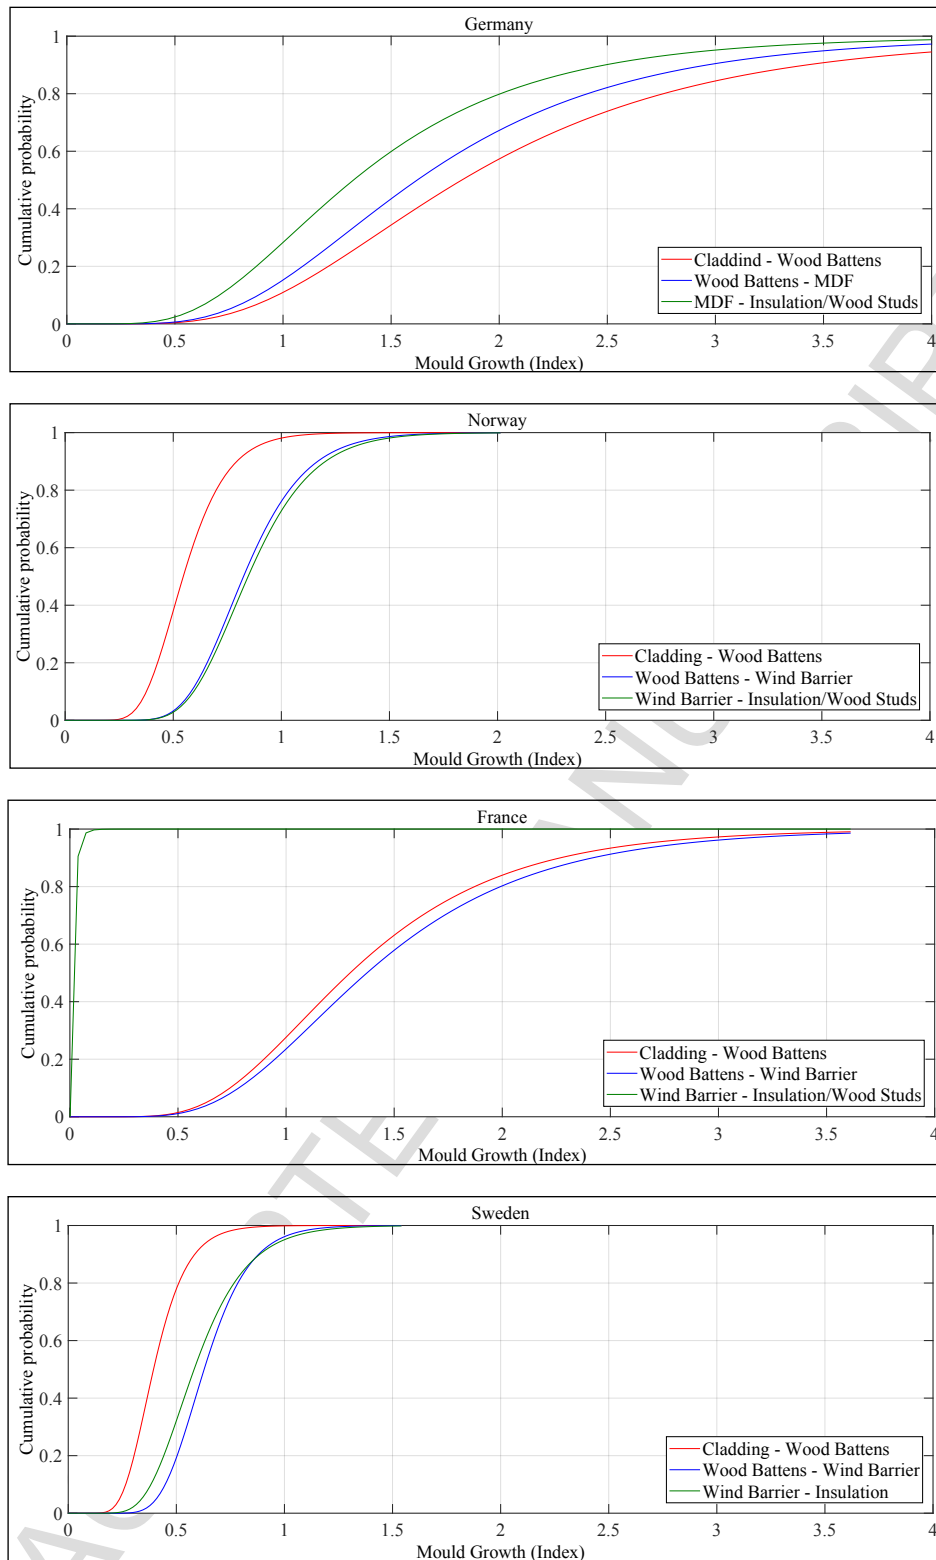 Germany
Cumulative probability
1
0.8
0.6
0.4
0.2
0
0 0.5 1 1.5 2 2.5 3 3.5 4
Mould Growth (Index)
Claddind - Wood Battens
Wood Battens - MDF
MDF - Insulation/Wood Studs
Norway
Cumulative probability
1
0.8
0.6
0.4
0.2
0
0 0.5 1 1.5 2 2.5 3 3.5 4
Mould Growth (Index)
Cladding - Wood Battens
Wood Battens - Wind Barrier
Wind Barrier - Insulation/Wood Studs
France
Cumulative probability
1
0.8
0.6
0.4
0.2
0
0 0.5 1 1.5 2 2.5 3 3.5 4
Mould Growth (Index)
Cladding - Wood Battens
Wood Battens - Wind Barrier
Wind Barrier - Insulation/Wood Studs
Sweden
Cumulative probability
1
0.8
0.6
0.4
0.2
0
0 0.5 1 1.5 2 2.5 3 3.5 4
Mould Growth (Index)
Cladding - Wood Battens
Wood Battens - Wind Barrier
Wind Barrier - Insulation